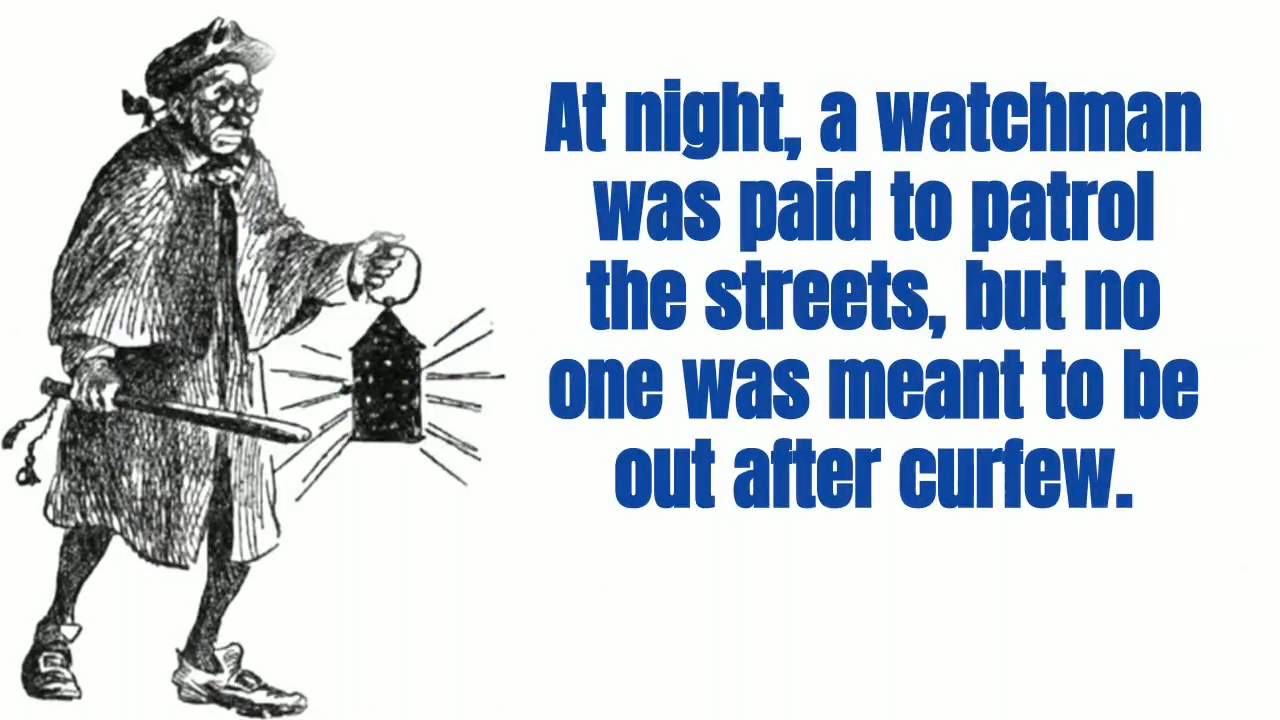 At night, a watchman
was paid to patrol
the streets, but no
one was meant to be
out after curfew.